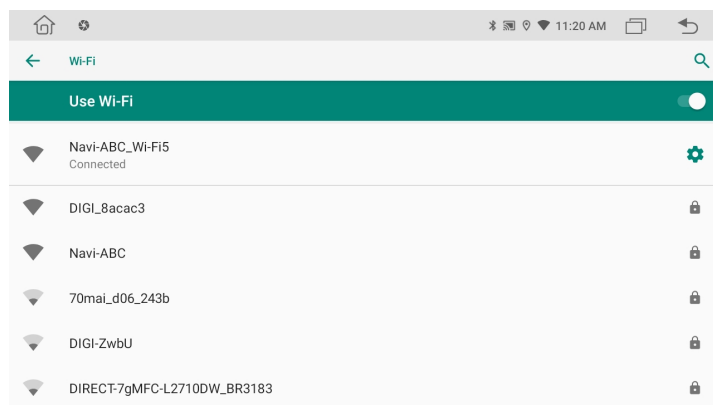 11:20 AM
Wi-Fi
Use Wi-Fi
Navi-ABC_Wi-Fi5
Connected
DIGI_8acac3
Navi-ABC
70mai_d06_243b
DIGI-ZwbU
DIRECT-7gMFC-L2710DW_BR3183